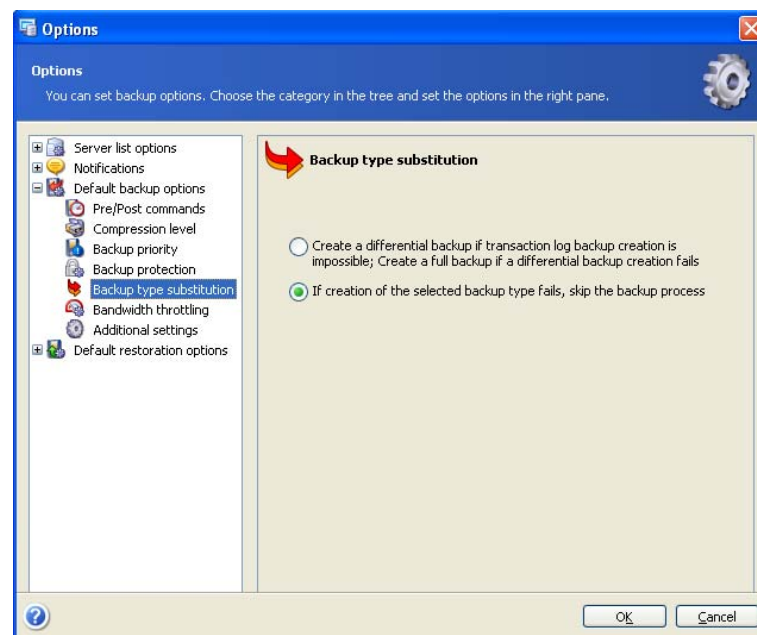 Options
Options
You can set backup options. Choose the category in the tree and set the options in the right pane.
Server list options
Notifications
Default backup options
Pre/Post commands
Compression level
Backup priority
Backup protection
Backup type substitution
Bandwidth throttling
Additional settings
Default restoration options
Backup type substitution
Create a differential backup if transaction log backup creation is
impossible; Create a full backup if a differential backup creation fails
If creation of the selected backup type fails, skip the backup process
OK
Cancel